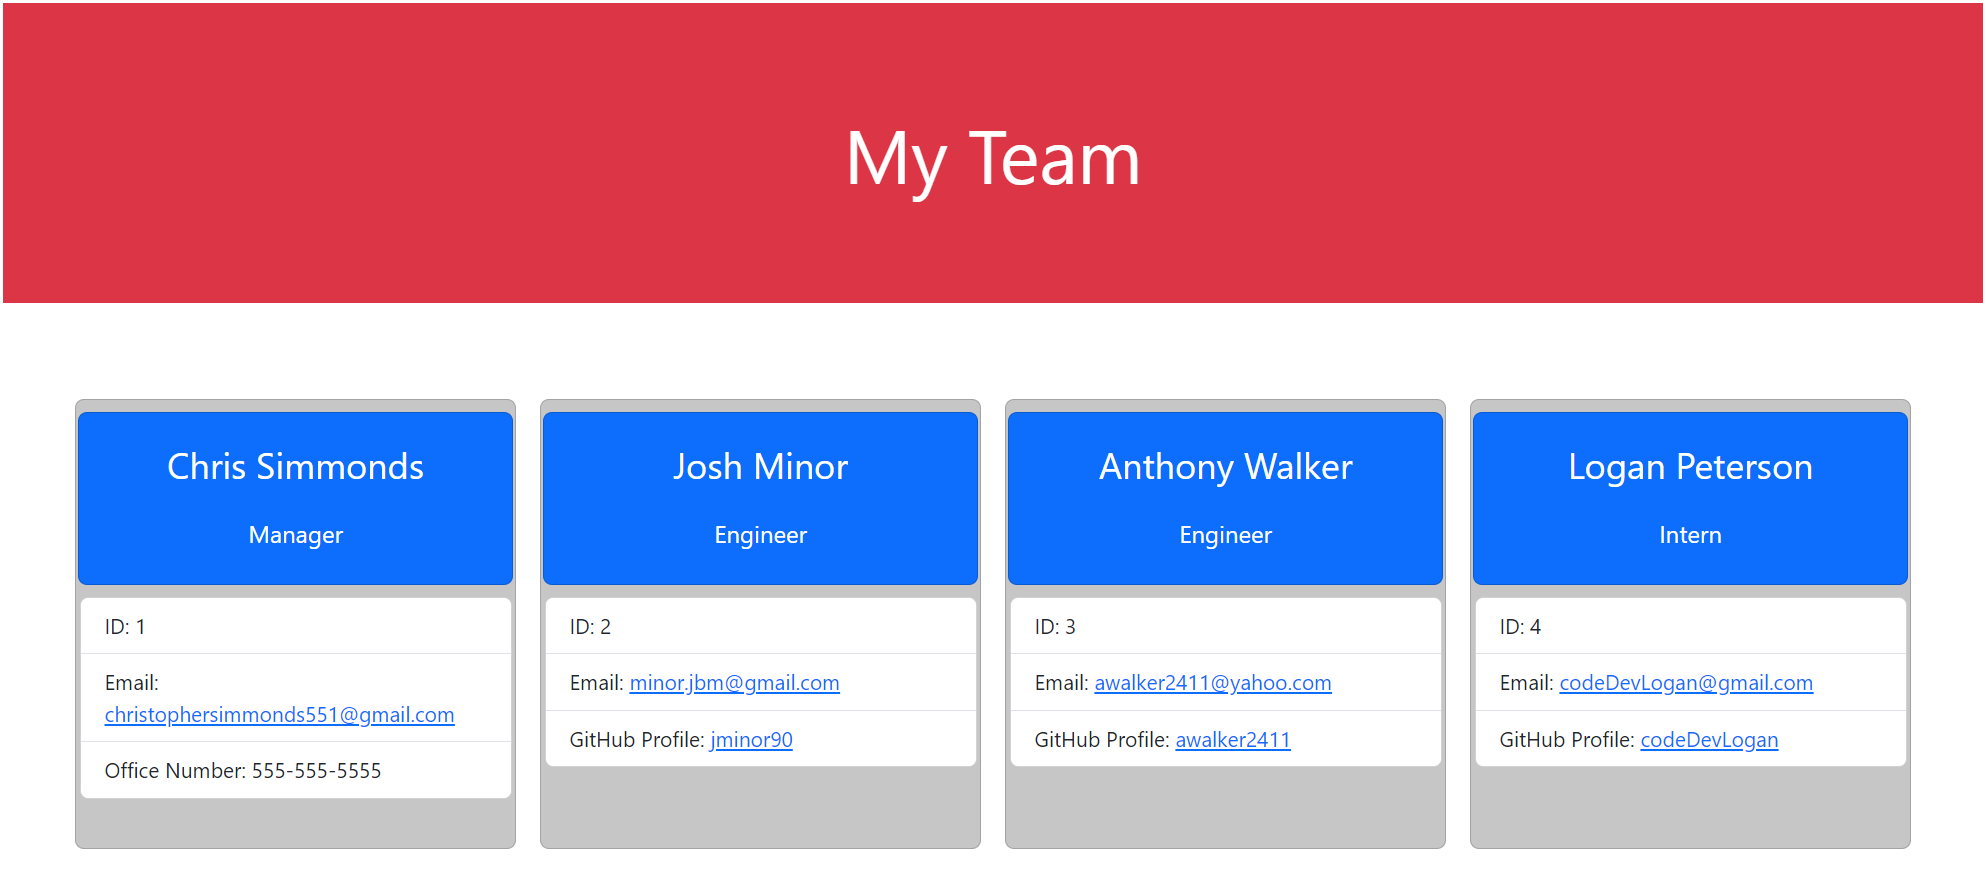 My Team
Chris Simmonds
Manager
ID: 1
Email:
christophersimmonds551@gmail.com
Office Number: 555-555-5555
Josh Minor
Engineer
ID: 2
Email: minor.jbm@gmail.com
GitHub Profile: jminor90
Anthony Walker
Engineer
ID: 3
Email: awalker2411@yahoo.com
GitHub Profile: awalker2411
Logan Peterson
Intern
ID: 4
Email: codeDevLogan@gmail.com
GitHub Profile: codeDevLogan